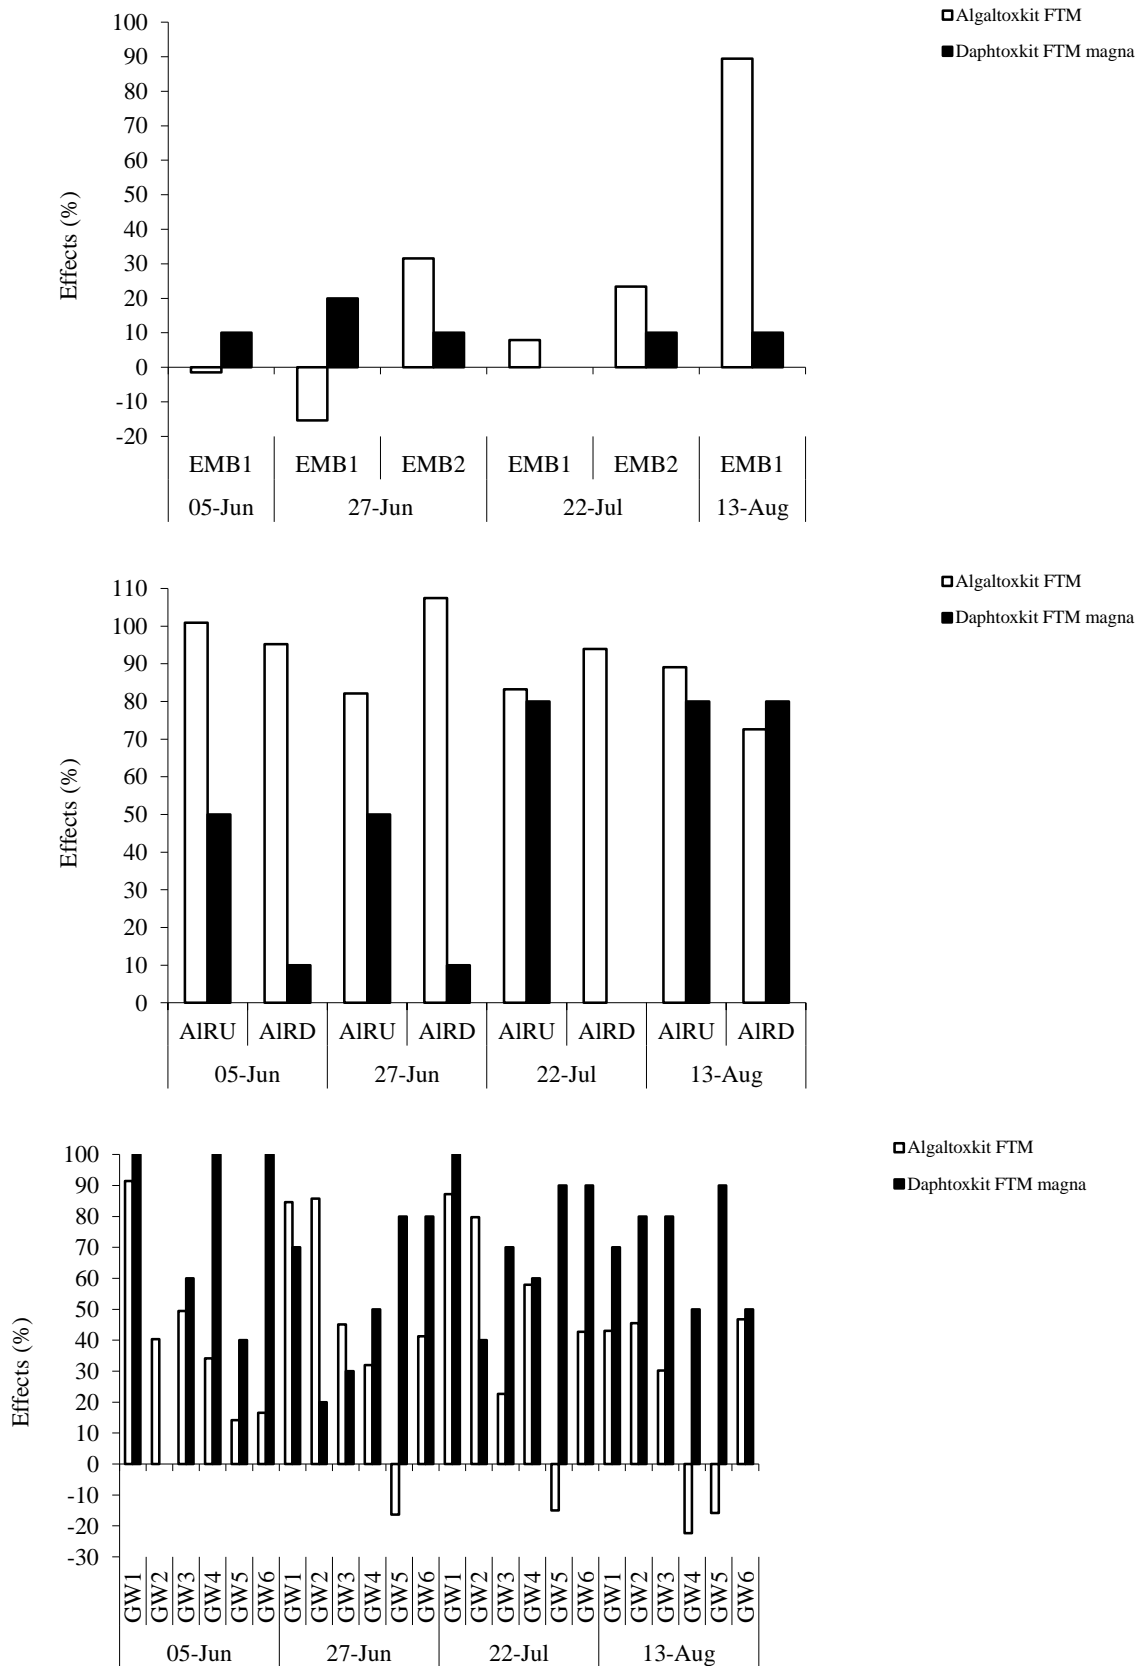 Algaltoxkit FTM
Daphtoxkit FTM magna
Effects (%)
100
90
80
70
60
50
40
30
20
10
0
-10
-20
EMB1 EMB1 EMB2 EMB1 EMB2 EMB1
05-Jun 27-Jun 22-Jul 13-Aug
Algaltoxkit FTM
Daphtoxkit FTM magna
Effects (%)
110
100
90
80
70
60
50
40
30
20
10
0
AlRU AlRD AlRU AlRD AlRU AlRD AlRU AlRD
05-Jun 27-Jun 22-Jul 13-Aug
Algaltoxkit FTM
Daphtoxkit FTM magna
Effects (%)
100
90
80
70
60
50
40
30
20
10
0
-10
-20
-30
GW1 GW2 GW3 GW4 GW5 GW6 GW1 GW2 GW3 GW4 GW5 GW6 GW1 GW2 GW3 GW4 GW5 GW6 GW1 GW2 GW3 GW4 GW5 GW6
05-Jun 27-Jun 22-Jul 13-Aug